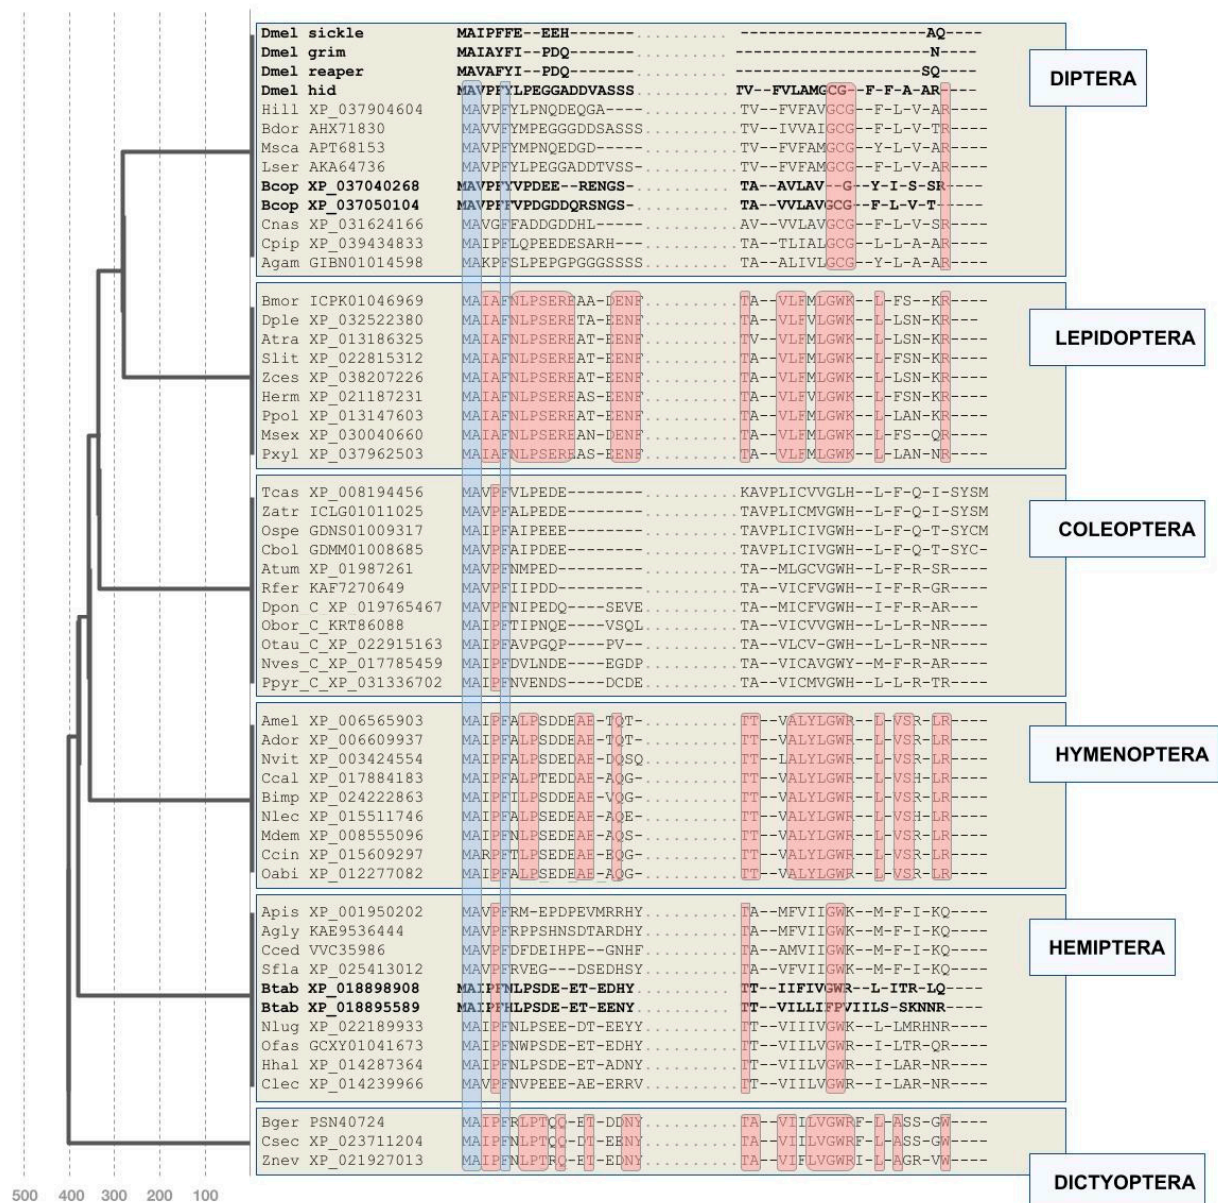 Dmel sickle MAIPFFE--EEH-------..........--------------------AQ----
Dmel grim MAIAYFI--PDQ-------..........--------------------N-----
Dmel reaper MAVAFYI--PDQ-------..........--------------------SQ----
DIPTERA
Dmel hid MAVPFYLPEGGADDVASSS..........TV--FVLAMGCG--F-F-A-AR----
Hill XP_037904604 MAVPFYLPNQDEQGA----..........TV--FVFAVGCG--F-L-V-AR----
Bdor AHX71830 MAVVFYMPEGGGDDSASSS..........TV--IVVAIGCG--F-L-V-TR----
Msca APT68153 MAVPFYMPNQEDGD-----..........TV--FVFAMGCG--F-L-V-AR----
Lser AKA64736 MAVPFYLPEGGADDTVSS-..........TV--FVFAMGCG--Y-L-V-AR----
Bcop XP_037040268 MAVPFYVPDEE--RENGS-..........TA--AVLAV--G--Y-I-S-SR----
Bcop XP_037050104 MAVPFFVPDGDDQRSNGS-..........TA--VVLAVGCG--F-L-V-T-----
Cnas XP_031624166 MAVGFFADDGDDHL-----..........AV--VVLAVGCG--F-L-V-SR----
Cpip XP_039434833 MAIPFLQPEEDESARH---..........TA--TLIALGCG--L-L-A-AR----
Agam GIBN01014598 MAKPFSLPEPGPGGGSSSS..........TA--ALIVLGCG--Y-L-A-AR----
Bmor ICPK01046969 MAIAFNLPSEREAA-DENF..........TA--VLFMLGWK--L-FS--KR----
Dple XP_032522380 MAIAFNLPSERETA-EENF..........TA--VLFVLGWK--L-LSN-KR----
LEPIDOPTERA
Atra XP_013186325 MAIAFNLPSEREAT-EENF..........TV--VLFMLGWK--L-FSN-KR----
Slit XP_022815312 MAIAFNLPSEREAT-EENF..........TA--VLFMLGWK--L-FSN-KR----
Zces XP_038207226 MAIAFNLPSEREAT-EENF..........TA--VLFMLGWK--L-LSN-KR----
Herm XP_021187231 MAIAFNLPSEREAS-EENF..........TA--VLFVLGWK--L-FSN-KR----
Ppol XP_013147603 MAIAFNLPSEREAT-EENF..........TA--VLFMLGWK--L-LAN-KR----
Msex XP_030040660 MAIAFNLPSEREAN-DENF..........TA--VLFMLGWK--L-FS--QR----
Pxyl XP_037962503 MAIAFNLPSEREAS-EENF..........TA--VLFMLGWK--L-LAN-NR----
Tcas XP_008194456 MAVPFVLPEDE--------..........KAVPLICVVGLH--L-F-Q-I-SYSM
Zatr ICLG01011025 MAVPFALPEDE--------..........TAVPLICMVGWH--L-F-Q-I-SYSM
COLEOPTERA
Ospe GDNS01009317 MAIPFAIPEEE--------..........TAVPLICIVGWH--L-F-Q-T-SYCM
Cbol GDMM01008685 MAVPFAIPDEE--------..........TAVPLICIVGWH--L-F-Q-T-SYC-
Atum XP_01987261 MAVPFNMPED---------..........TA--MLGCVGWH--L-F-R-SR----
Rfer KAF7270649 MAVPFIIPDD---------..........TA--VICFVGWH--I-F-R-GR----
Dpon C_XP_019765467 MAVPFNIPEDQ----SEVE..........TA--MICFVGWH--I-F-R-AR---
Obor_C_KRT86088 MAIPFTIPNQE----VSQL..........TA--VICVVGWH--L-L-R-NR----
Otau_C_XP_022915163 MAIPFAVPGQP----PV--..........TA--VLCV-GWH--L-L-R-NR----
Nves_C_XP_017785459 MAIPFDVLNDE----EGDP..........TA--VICAVGWY--M-F-R-AR----
Ppyr_C_XP_031336702 MAIPFNVENDS----DCDE..........TA--VICMVGWH--L-L-R-TR----
Amel XP_006565903 MAIPFALPSDDEAE-TQT-..........TT--VALYLGWR--L-VSR-LR----
Ador XP_006609937 MAIPFALPSDDEAE-TQT-..........TT--VALYLGWR--L-VSR-LR----
HYMENOPTERA
Nvit XP_003424554 MAIPFALPSDEDAE-DQSQ..........TT--LALYLGWR--L-VSR-LR----
Ccal XP_017884183 MAIPFALPTEDDAE-AQG-..........TT--VALYLGWR--L-VSH-LR----
Bimp XP_024222863 MAIPFILPSDDEAE-VQG-..........TT--VALYLGWR--L-VSR-LR----
Nlec XP_015511746 MAIPFALPSDDEAE-AQE-..........TT--VALYLGWR--L-VSH-LR----
Mdem XP_008555096 MAIPFNLPSDEEAE-AQS-..........TT--VALYLGWR--L-VSR-LR----
Ccin XP_015609297 MARPFTLPSEDEAE-EQG-..........TT--VALYLGWR--L-VSR-LR----
Oabi XP_012277082 MAIPFALPSEDEAE-AQG-..........TT--VALYLGWR--L-VSR-LR----
Apis XP_001950202 MAVPFRM-EPDPEVMRRHY..........TA--MFVIIGWK--M-F-I-KQ----
Agly KAE9536444 MAVPFRPPSHNSDTARDHY..........TA--MFVIIGWK--M-F-I-KQ----
HEMIPTERA
Cced VVC35986 MAVPFDFDEIHPE--GNHF..........TA--AMVIIGWK--M-F-I-KQ----
Sfla XP_025413012 MAVPFRVEG---DSEDHSY..........TA--VFVIIGWK--M-F-I-KQ----
Btab XP_018898908 MAIPFNLPSDE-ET-EDHY..........TT--IIFIVGWR--L-ITR-LQ----
Btab XP_018895589 MAIPFHLPSDE-ET-EENY..........TT--VILLIFPVIILS-SKNNR----
Nlug XP_022189933 MAIPFNLPSEE-DT-EEYY..........TT--VIIIVGWK--L-LMRHNR----
Ofas GCXY01041673 MAIPFNWPSDE-ET-EDHY..........TT--VIILVGWR--I-LTR-QR----
Hhal XP_014287364 MAIPFNLPSDE-ET-ADNY..........TT--VIILVGWR--I-LAR-NR----
Clec XP_014239966 MAVPFNVPEEE-AE-ERRV..........TT--VIILVGWR--I-LAR-NR----
Bger PSN40724 MAIPFRLPTQQ-ET-DDNY..........TA--VIILVGWRF-L-ASS-GW----
Csec XP_023711204 MAIPFNLPTQQ-DT-EENY..........TA--VIILVGWRI-L-ASS-GW----
Znev XP_021927013 MAIPFNLPTRQ-ET-EDNY..........TA--VIFLVGWRI-L-AGR-VW----
DICTYOPTERA
500 400 300 200 100